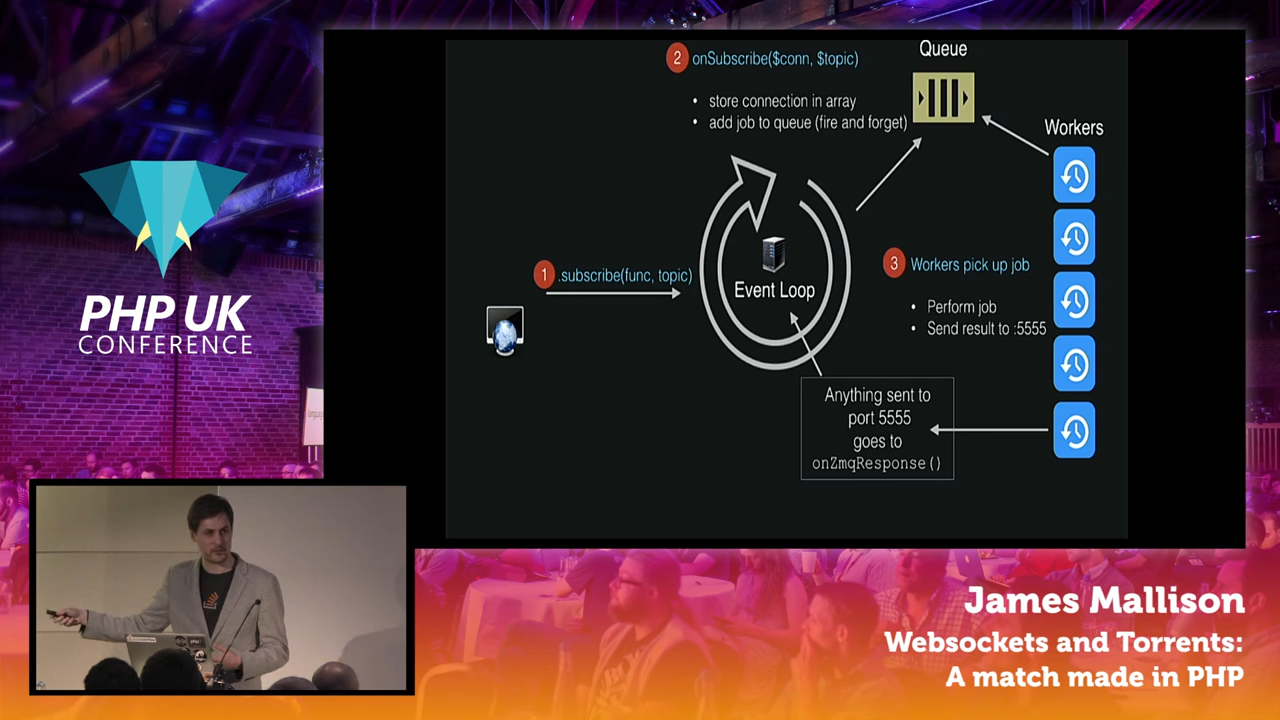 2 onSubscribe($conn, $topic)
• store connection in array
• add job to queue (fire and forget)
Queue
Workers
1 .subscribe(func, topic)
Event Loop
3 Workers pick up job
• Perform job
• Send result to :5555
Anything sent to
port 5555
goes to
onZmqResponse()
PHP UK
CONFERENCE
James Mallison
Websockets and Torrents:
A match made in PHP